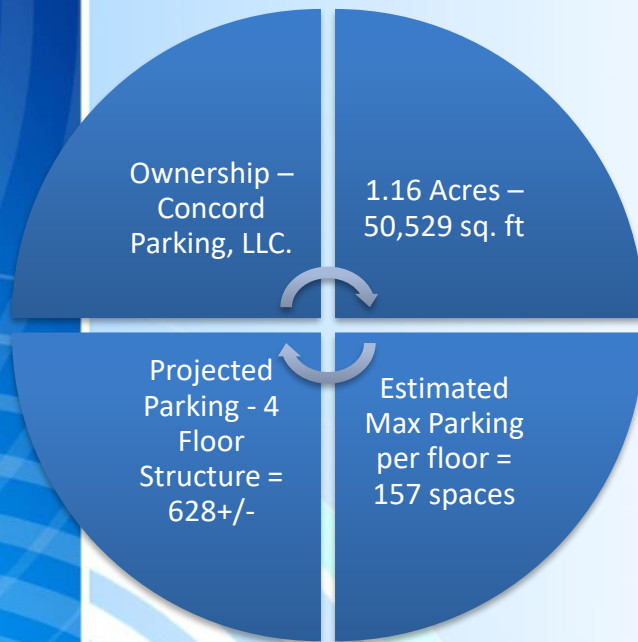 Ownership –
Concord
Parking, LLC.
1.16 Acres –
50,529 sq. ft
Projected
Parking - 4
Floor
Structure =
628+/-
Estimated
Max Parking
per floor =
157 spaces